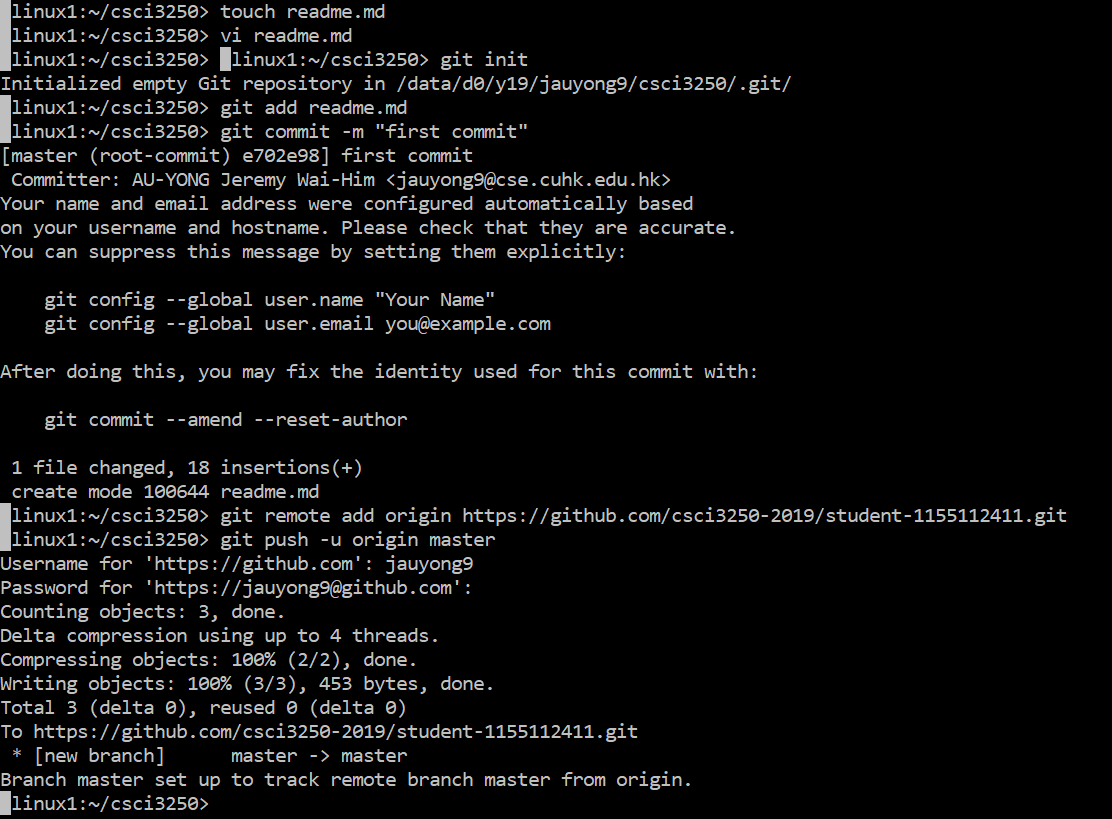 linux1:~/csci3250> touch readme.md
linux1:~/csci3250> vi readme.md
linux1:~/csci3250> linux1:~/csci3250> git init
Initialized empty Git repository in /data/d0/y19/jauyong9/csci3250/.git/
linux1:~/csci3250> git add readme.md
linux1:~/csci3250> git commit -m "first commit"
[master (root-commit) e702e98] first commit
 Committer: AU-YONG Jeremy Wai-Him <jauyong9@cse.cuhk.edu.hk>
Your name and email address were configured automatically based
on your username and hostname. Please check that they are accurate.
You can suppress this message by setting them explicitly:

    git config --global user.name "Your Name"
    git config --global user.email you@example.com

After doing this, you may fix the identity used for this commit with:

    git commit --amend --reset-author

 1 file changed, 18 insertions(+)
 create mode 100644 readme.md
linux1:~/csci3250> git remote add origin https://github.com/csci3250-2019/student-1155112411.git
linux1:~/csci3250> git push -u origin master
Username for 'https://github.com': jauyong9
Password for 'https://jauyong9@github.com':
Counting objects: 3, done.
Delta compression using up to 4 threads.
Compressing objects: 100% (2/2), done.
Writing objects: 100% (3/3), 453 bytes, done.
Total 3 (delta 0), reused 0 (delta 0)
To https://github.com/csci3250-2019/student-1155112411.git
 * [new branch]      master -> master
Branch master set up to track remote branch master from origin.
linux1:~/csci3250>